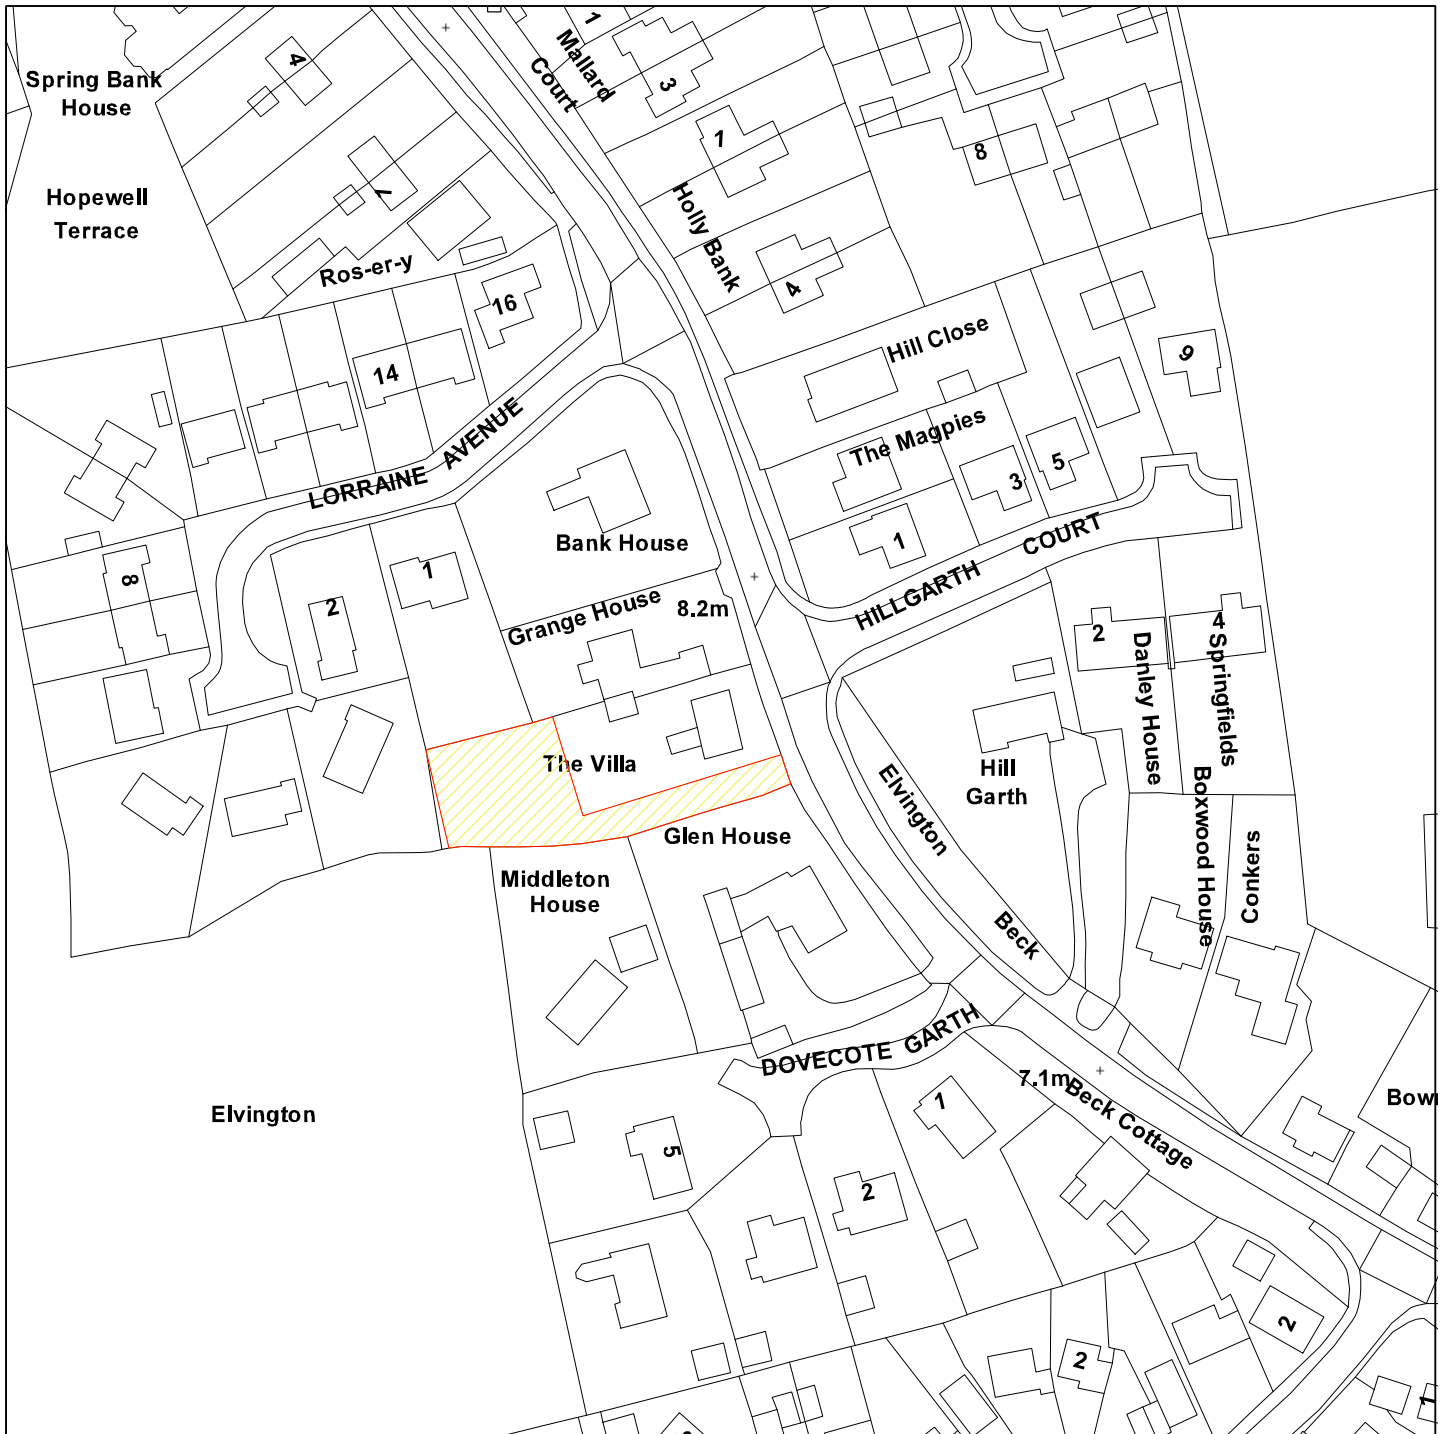 Spring Bank
House
4
1
Mallard
Court
3
1
8
Hopewell
Terrace
7
Holly Bank
Ros-er-y
16
4
Hill Close
9
14
LORRAINE AVENUE
The Magpies
5
3
1
Bank House
HILLGARTH COURT
8
1
2
Grange House
8.2m
2
4
Danley House
Springfields
The Villa
Hill
Garth
Elvington
Beck
Boxwood House
Conkers
Glen House
Middleton
House
DOVECOTE GARTH
7.1m
Beck Cottage
Elvington
1
5
2
2
2
1